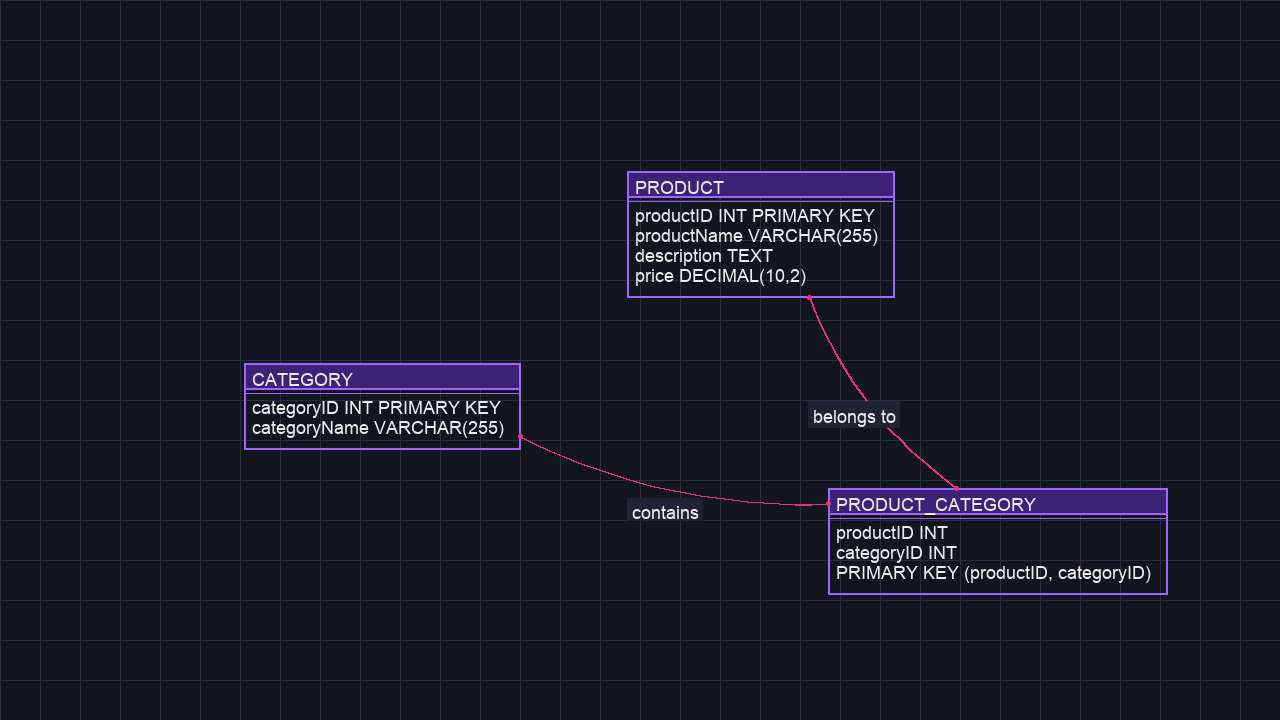 PRODUCT
productID INT PRIMARY KEY
productName VARCHAR(255)
description TEXT
price DECIMAL(10,2)
CATEGORY
categoryID INT PRIMARY KEY
categoryName VARCHAR(255)
belongs to
contains
PRODUCT_CATEGORY
productID INT
categoryID INT
PRIMARY KEY (productID, categoryID)